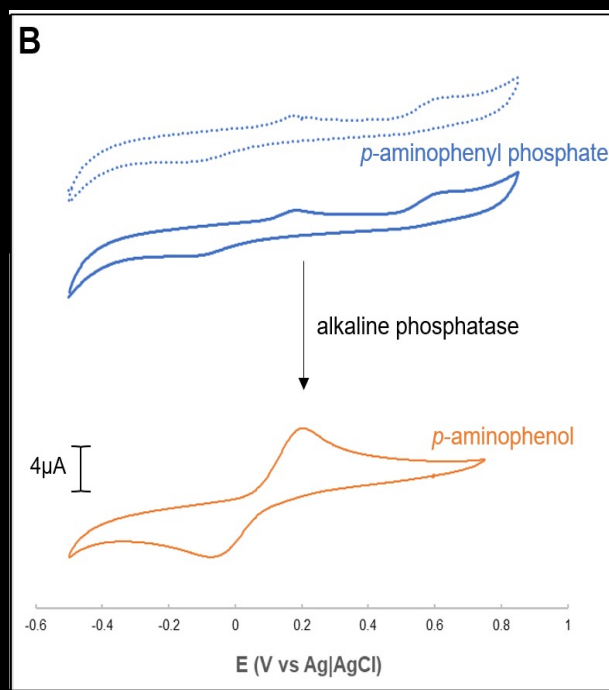 B
p-aminophenyl phosphate
alkaline phosphatase
p-aminophenol
4µA
-0.6 -0.4 -0.2 0 0.2 0.4 0.6 0.8 1
E (V vs Ag|AgCl)